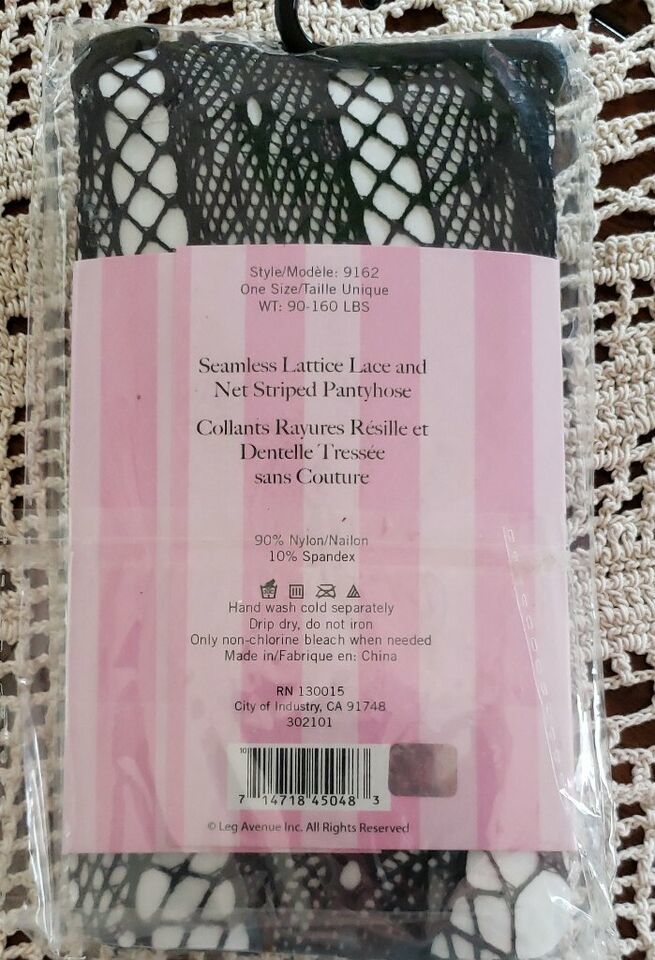 Style/Modèle: 9162
One Size/Taille Unique
WT: 90-160 LBS
Seamless Lattice Lace and
Net Striped Pantyhose
Collants Rayures Résille et
Dentelle Tressée
sans Couture
90% Nylon/Nailon
10% Spandex
Hand wash cold separately
Drip dry, do not iron
Only non-chlorine bleach when needed
Made in/Fabrique en: China
RN 130015
City of Industry, CA 91748
302101
10
7 14718 45048 3
© Leg Avenue Inc. All Rights Reserved